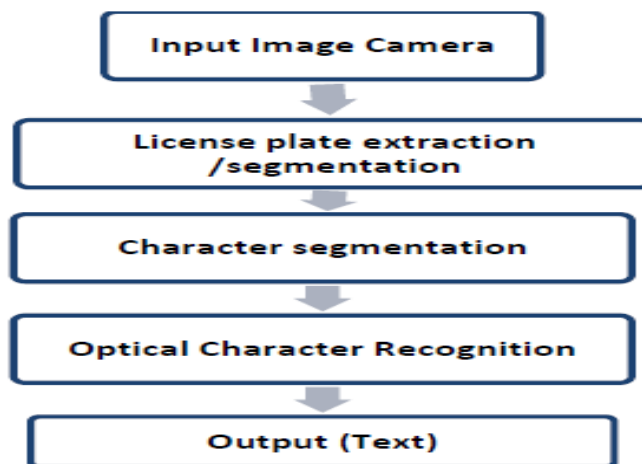 Input Image Camera
License plate extraction
/segmentation
Character segmentation
Optical Character Recognition
Output (Text)